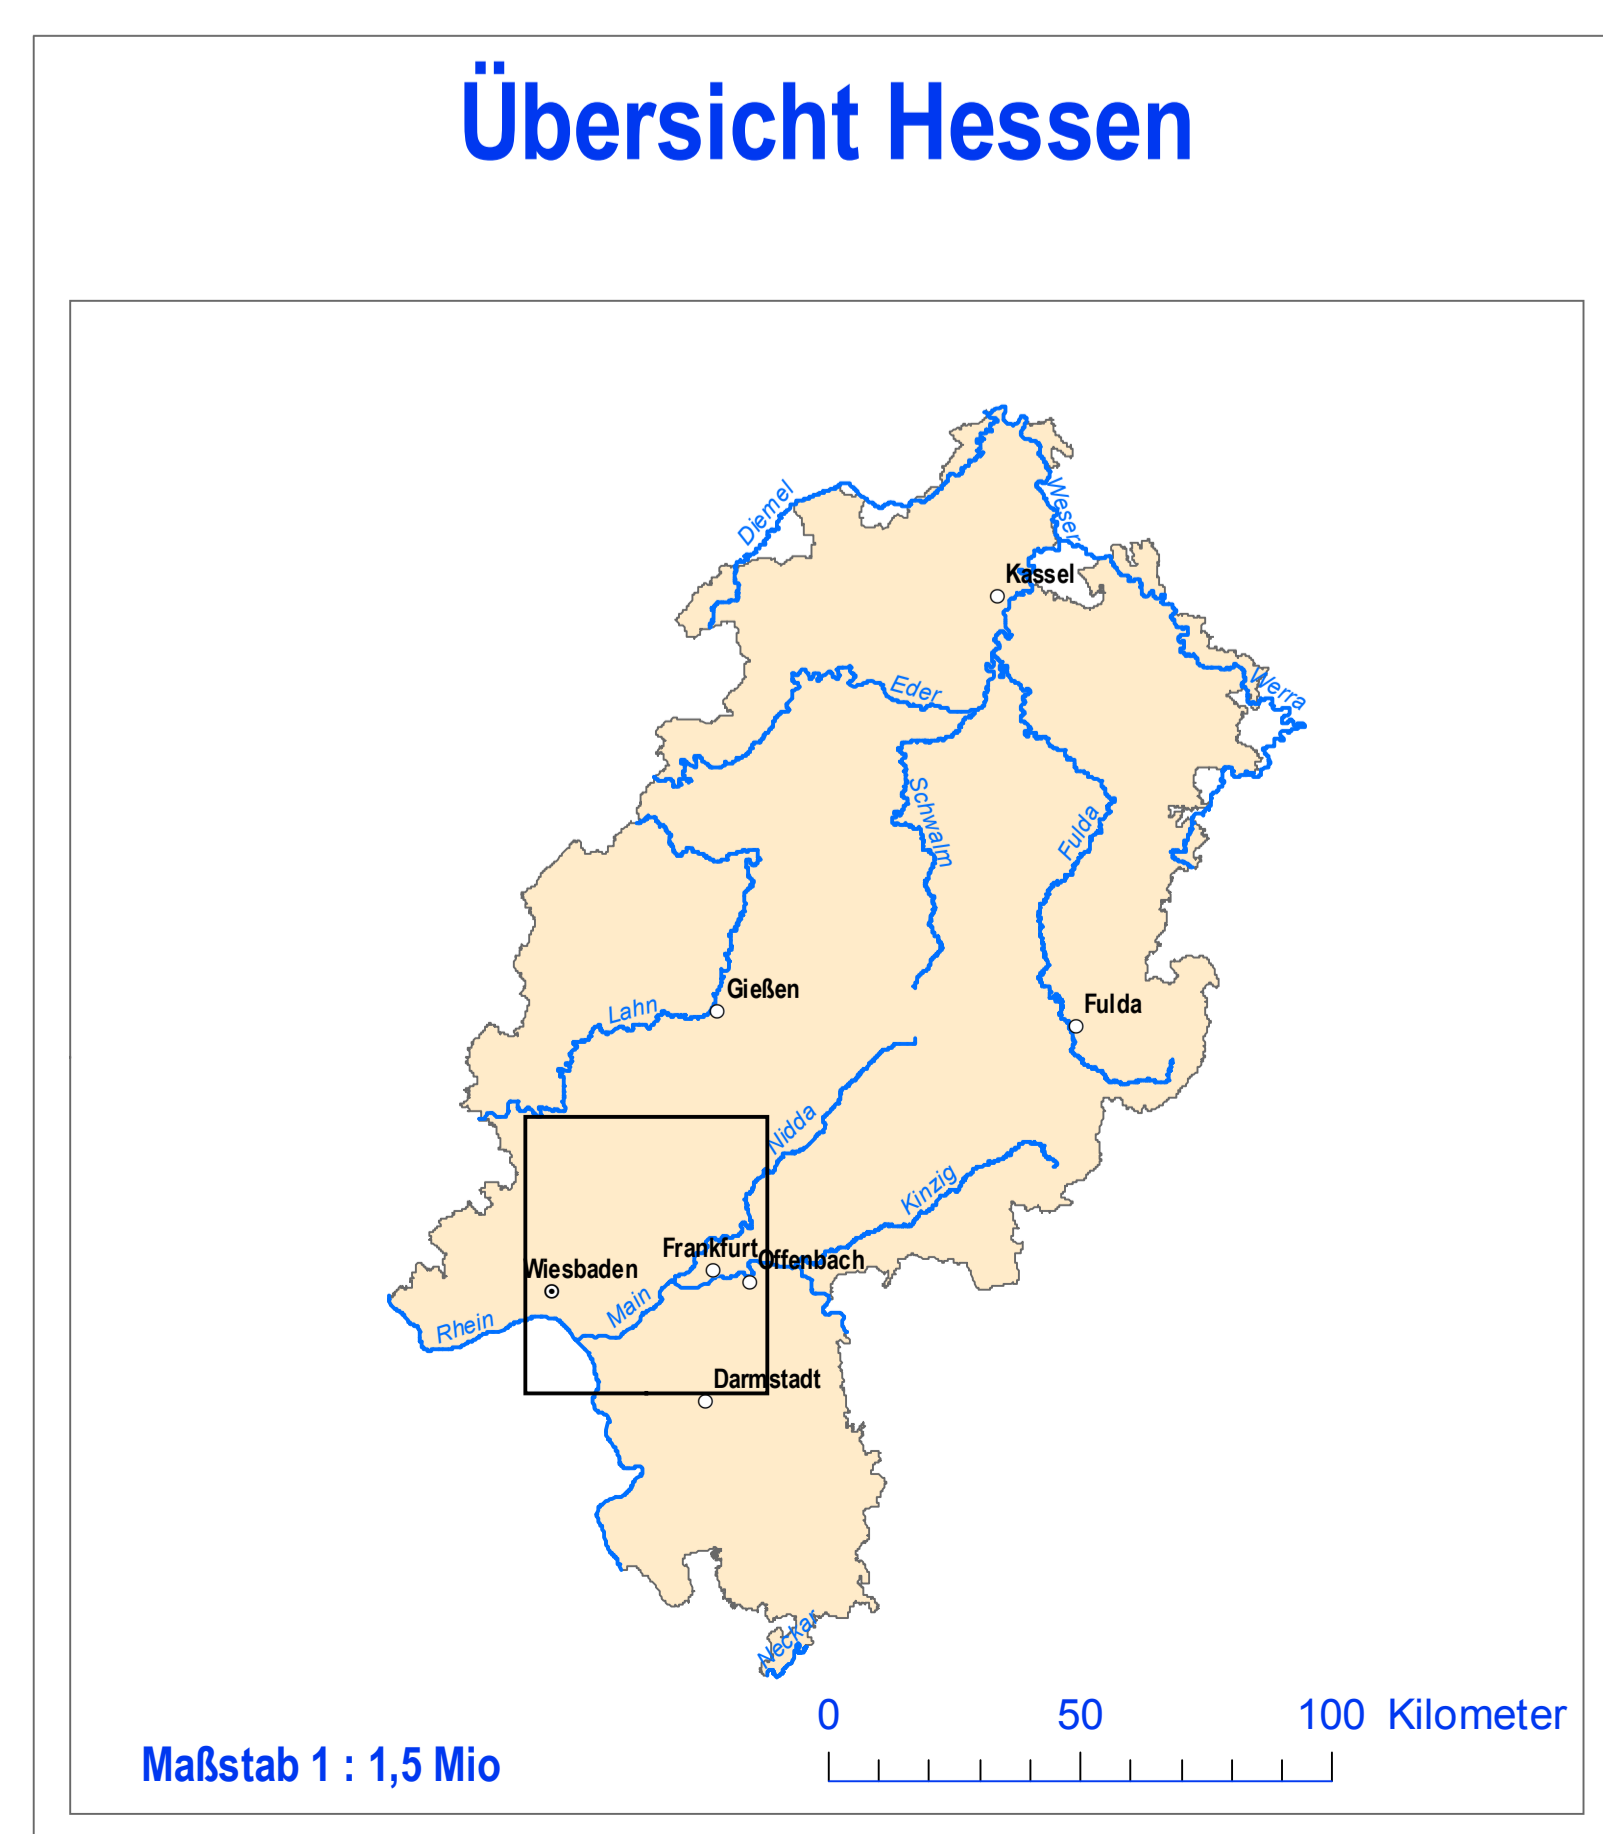 Übersicht Hessen
Diemel
Weser
Kassel
Werra
Eder
Schwalm
Fulda
Gießen
Lahn
Fulda
Nidda
Kinzig
Frankfurt
Offenbach
Wiesbaden
Main
Rhein
Darmstadt
Neckar
0 50 100 Kilometer
Maßstab 1 : 1,5 Mio